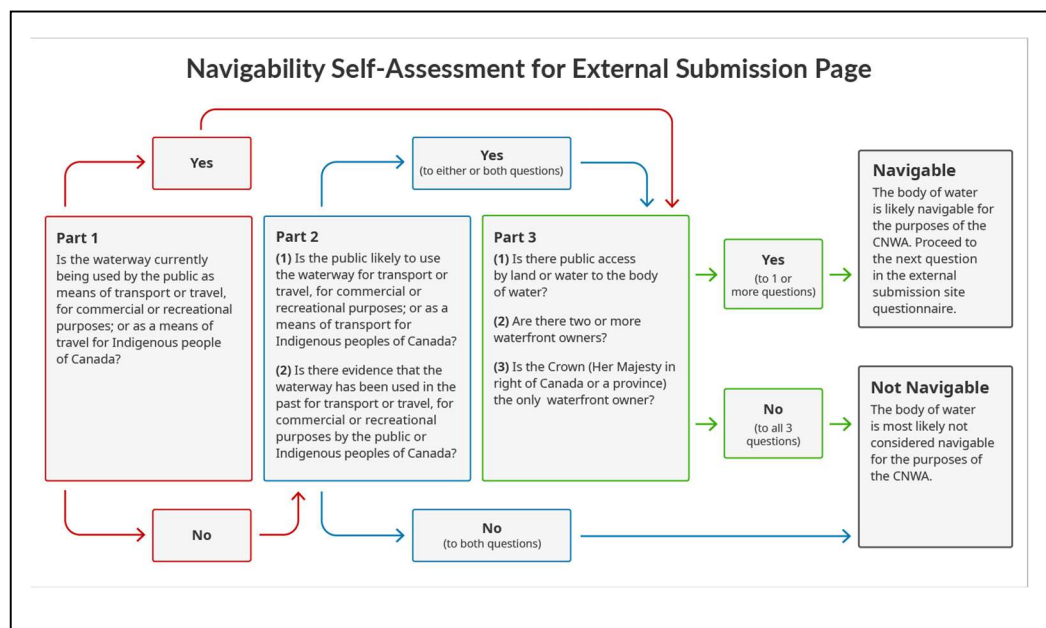 Navigability Self-Assessment for External Submission Page
Yes
Part 1
Is the waterway currently
being used by the public as
means of transport or travel,
for commercial or recreational
purposes; or as a means of
travel for Indigenous people
of Canada?
No
Yes
(to either or both questions)
Part 2
(1) Is the public likely to use
the waterway for transport or
travel, for commercial or
recreational purposes; or as a
means of transport for
Indigenous peoples of Canada?
(2) Is there evidence that the
waterway has been used in the
past for transport or travel, for
commercial or recreational
purposes by the public or
Indigenous peoples of Canada?
No
(to both questions)
Part 3
(1) Is there public access
by land or water to the body
of water?
(2) Are there two or more
waterfront owners?
(3) Is the Crown (Her Majesty in
right of Canada or a province)
the only waterfront owner?
Yes
(to 1 or
more questions)
No
(to all 3
questions)
Navigable
The body of water
is likely navigable for
the purposes of the
CNWA. Proceed to
the next question
in the external
submission site
questionnaire.
Not Navigable
The body of water
is most likely not
considered navigable
for the purposes of
the CNWA.